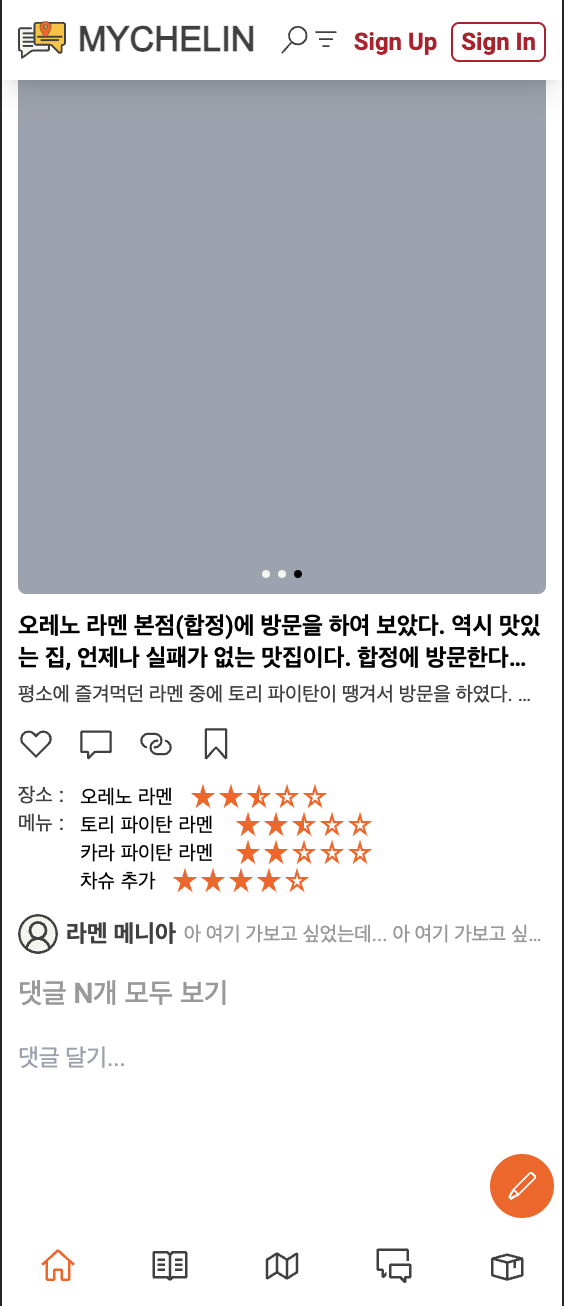 MYCHELIN Sign Up Sign In
오레노 라멘 본점(합정)에 방문을 하여 보았다. 역시 맛있
는 집, 언제나 실패가 없는 맛집이다. 합정에 방문한다...
평소에 즐겨먹던 라멘 중에 토리 파이탄이 땡겨서 방문을 하였다. ...
장소 : 오레노 라멘
메뉴 : 토리 파이탄 라멘
카라 파이탄 라멘
차슈 추가
라멘 메니아 아 여기 가보고 싶었는데... 아 여기 가보고 싶...
댓글 N개 모두 보기
댓글 달기...